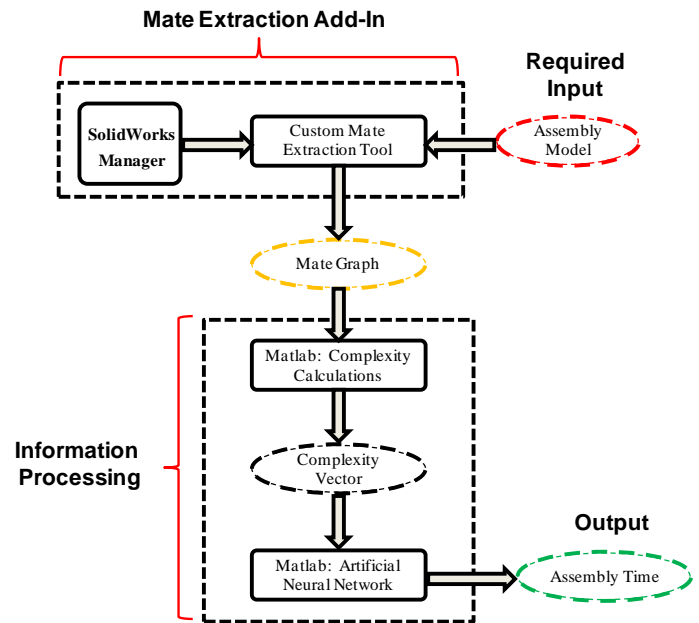 Mate Extraction Add-In
Required
Input
SolidWorks
Manager
Custom Mate
Extraction Tool
Assembly
Model
Mate Graph
Matlab: Complexity
Calculations
Information
Processing
Complexity
Vector
Output
Matlab: Artificial
Neural Network
Assembly Time